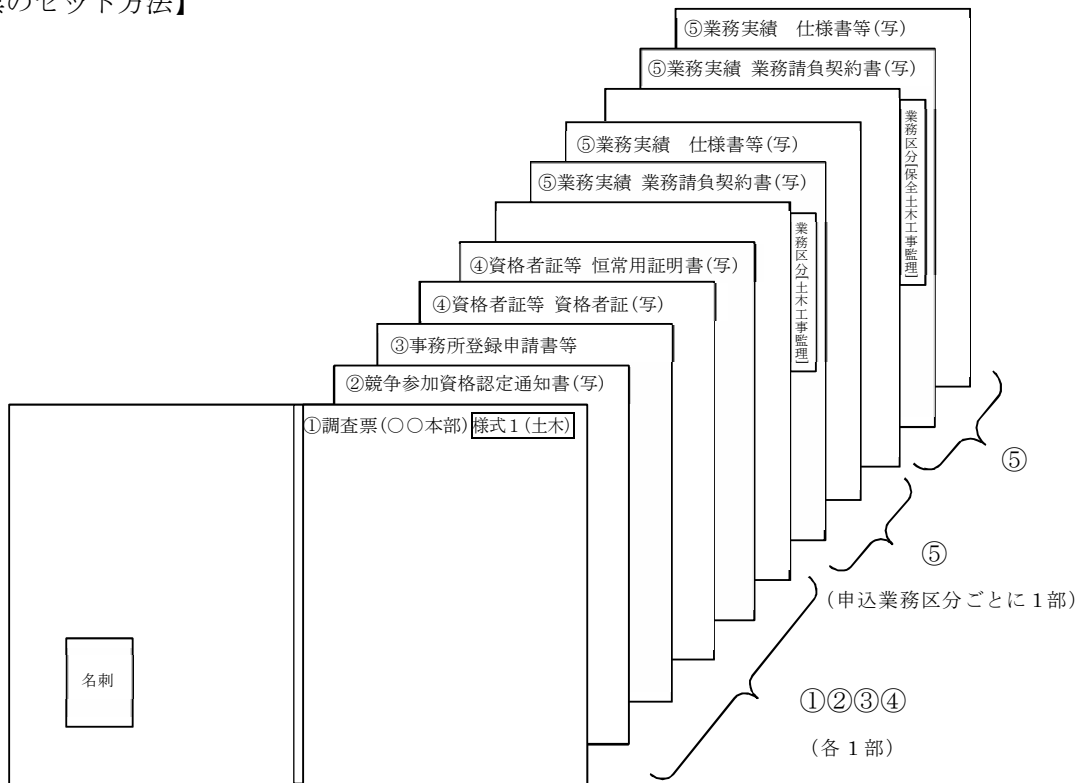 のセット方法】
⑤業務実績 仕様書等(写)
⑤業務実績 業務請負契約書(写)
業務区分[保全土木工事監理]
⑤業務実績 仕様書等(写)
⑤業務実績 業務請負契約書(写)
業務区分[土木工事監理]
④資格者証等 恒常用証明書(写)
④資格者証等 資格者証(写)
③事務所登録申請書等
②競争参加資格認定通知書(写)
①調査票(○○本部) 様式1(土木)
⑤
⑤
(申込業務区分ごとに1部)
名刺
①②③④
(各1部)